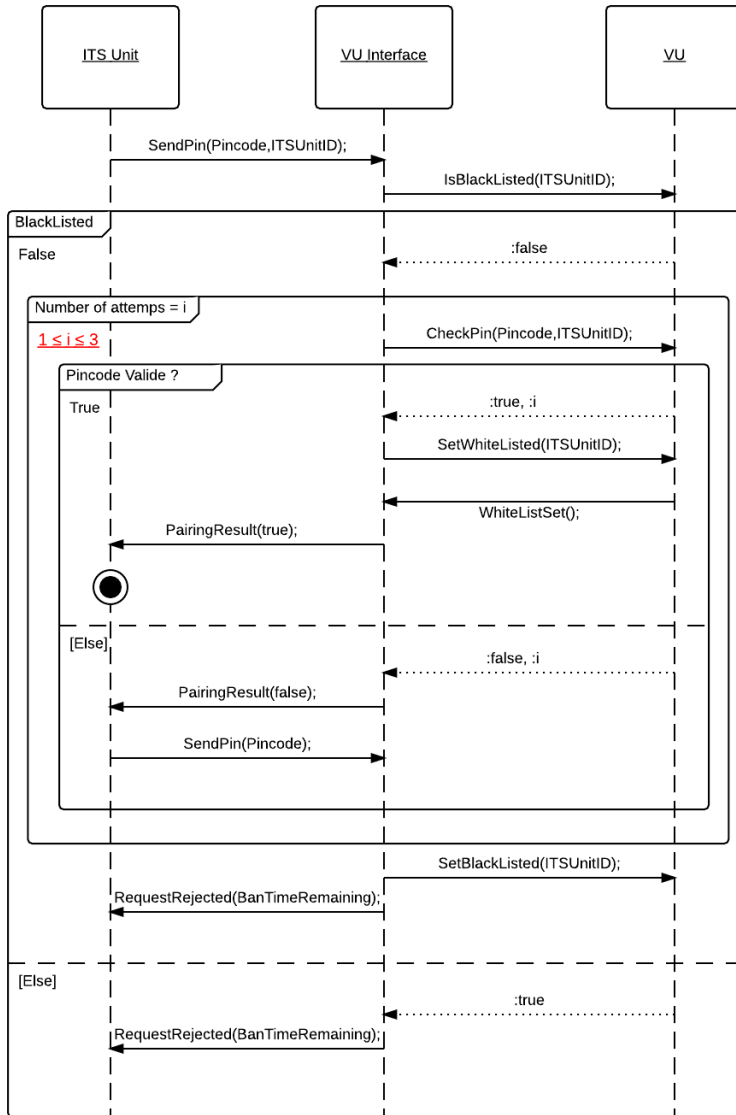 ITS Unit
VU Interface
VU
SendPin(Pincode,ITSUnitID);
IsBlackListed(ITSUnitID);
BlackListed
False
:false
Number of attemps = i
1 ≤ i ≤ 3
CheckPin(Pincode,ITSUnitID);
Pincode Valide ?
True
:true, :i
SetWhiteListed(ITSUnitID);
WhiteListSet();
PairingResult(true);
[Else]
:false, :i
PairingResult(false);
SendPin(Pincode);
SetBlackListed(ITSUnitID);
RequestRejected(BanTimeRemaining);
[Else]
:true
RequestRejected(BanTimeRemaining);